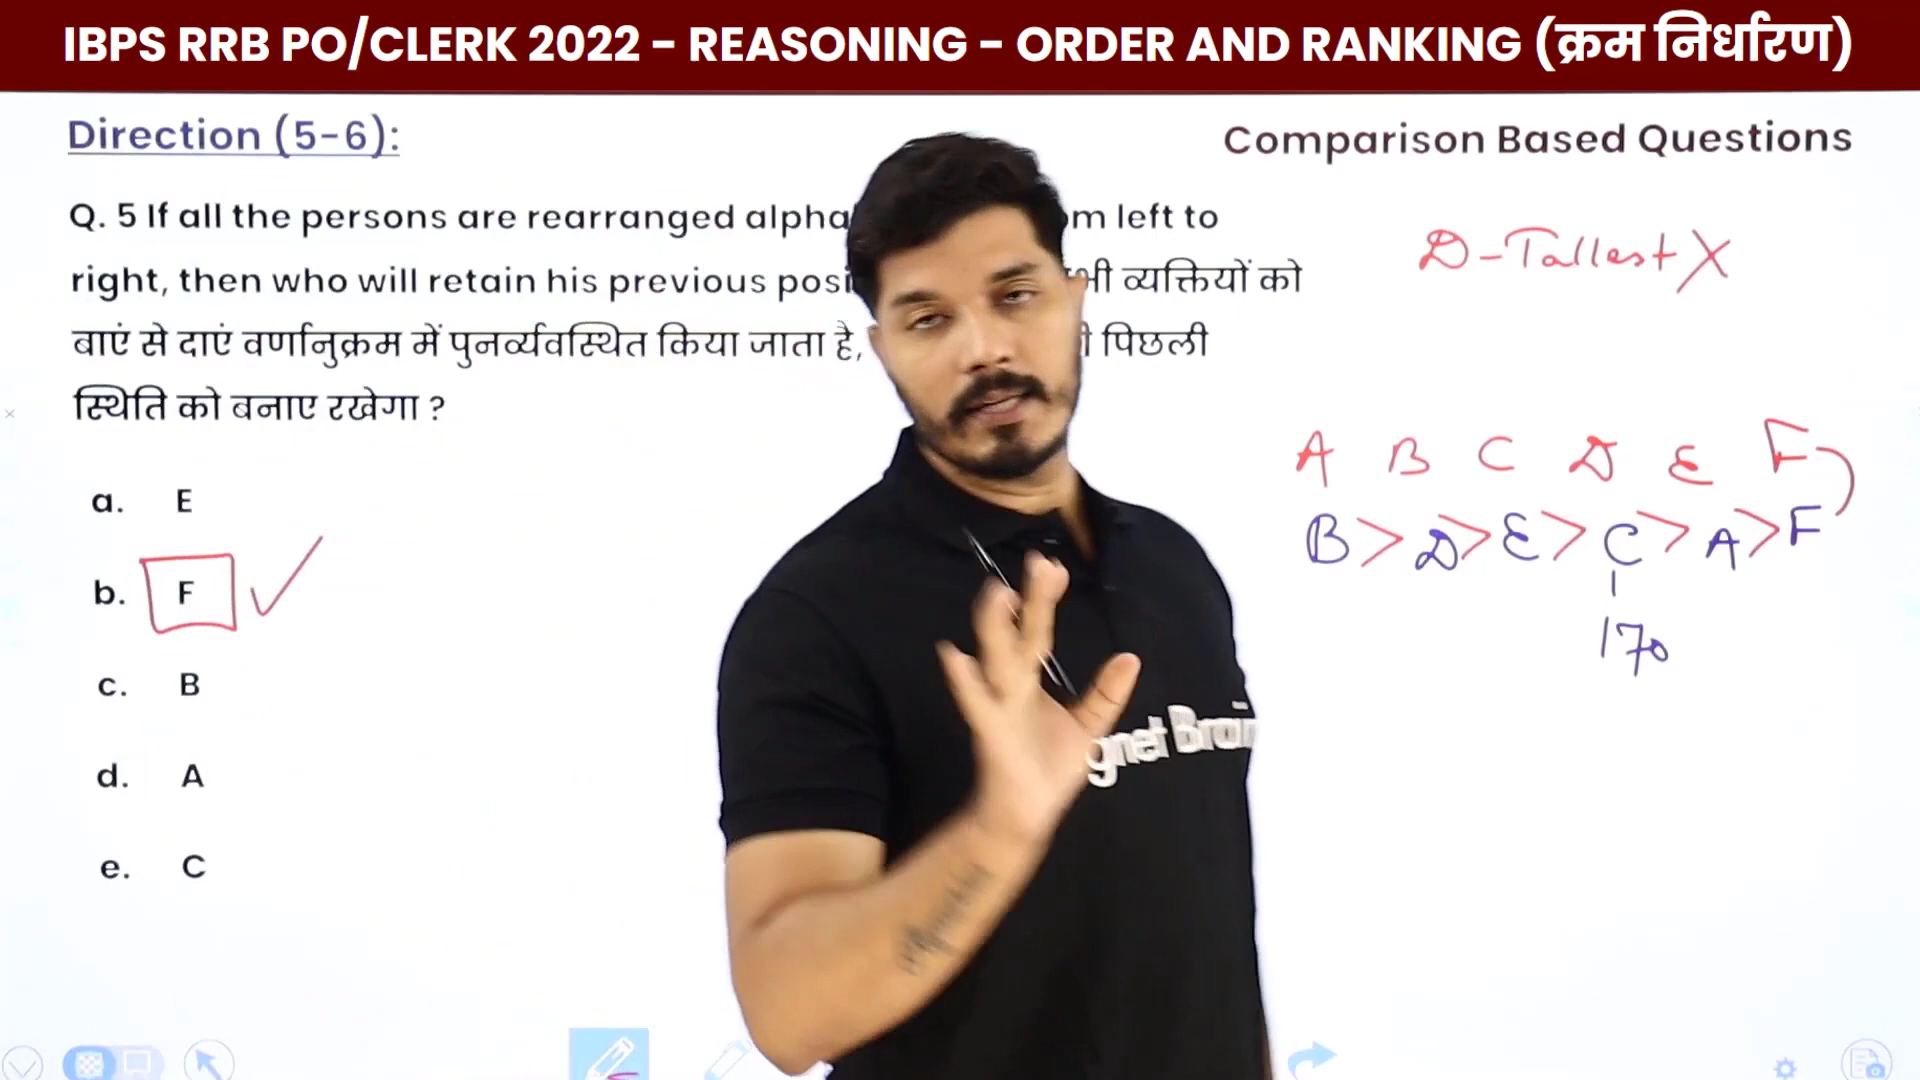 IBPS RRB PO/CLERK 2022 - REASONING - ORDER AND RANKING (क्रम निर्धारण)
Direction (5-6):
Comparison Based Questions
Q. 5 If all the persons are rearranged left to
right, then who will retain his previous व्यक्तियों को
बाएं से दाएं वर्णानुक्रम में पुनर्व्यवस्थित किया जाता है, पिछली
स्थिति को बनाए रखेगा ?
D-Tallest X
A B C D E F
B > D > E > C > A > F
170
a. E
b. F
c. B
d. A
e. C
gnet Brain